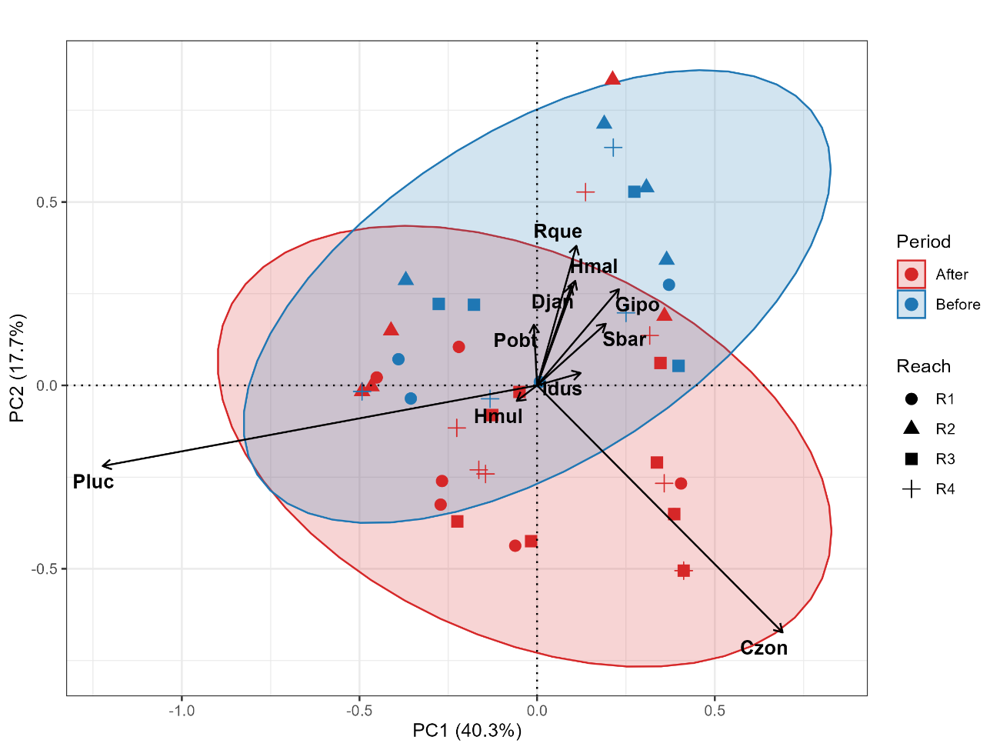 Rque
Hmal
Djan
Gipo
Pobt
Sbar
Idus
Hmul
Pluc
Czon
0.5
0.0
-0.5
-1.0
-0.5
0.0
0.5
PC1 (40.3%)
PC2 (17.7%)
Period
After
Before
Reach
R1
R2
R3
R4